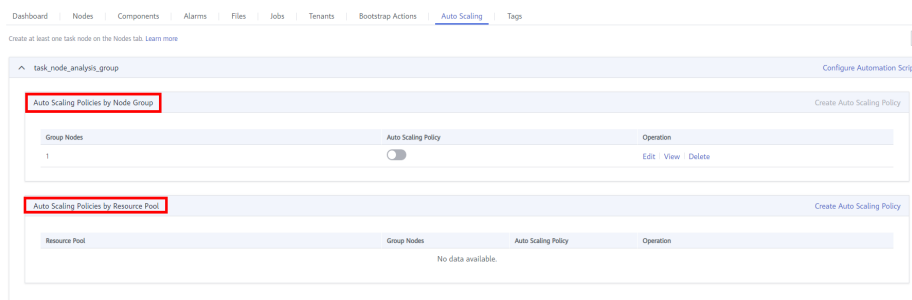 Dashboard Nodes Components Alarms Files Jobs Tenants Bootstrap Actions Auto Scaling Tags
Create at least one task node on the Nodes tab. Learn more
task_node_analysis_group Configure Automation Scrip
Auto Scaling Policies by Node Group Create Auto Scaling Policy
Group Nodes Auto Scaling Policy Operation
1 Edit View Delete
Auto Scaling Policies by Resource Pool Create Auto Scaling Policy
Resource Pool Group Nodes Auto Scaling Policy Operation
No data available.